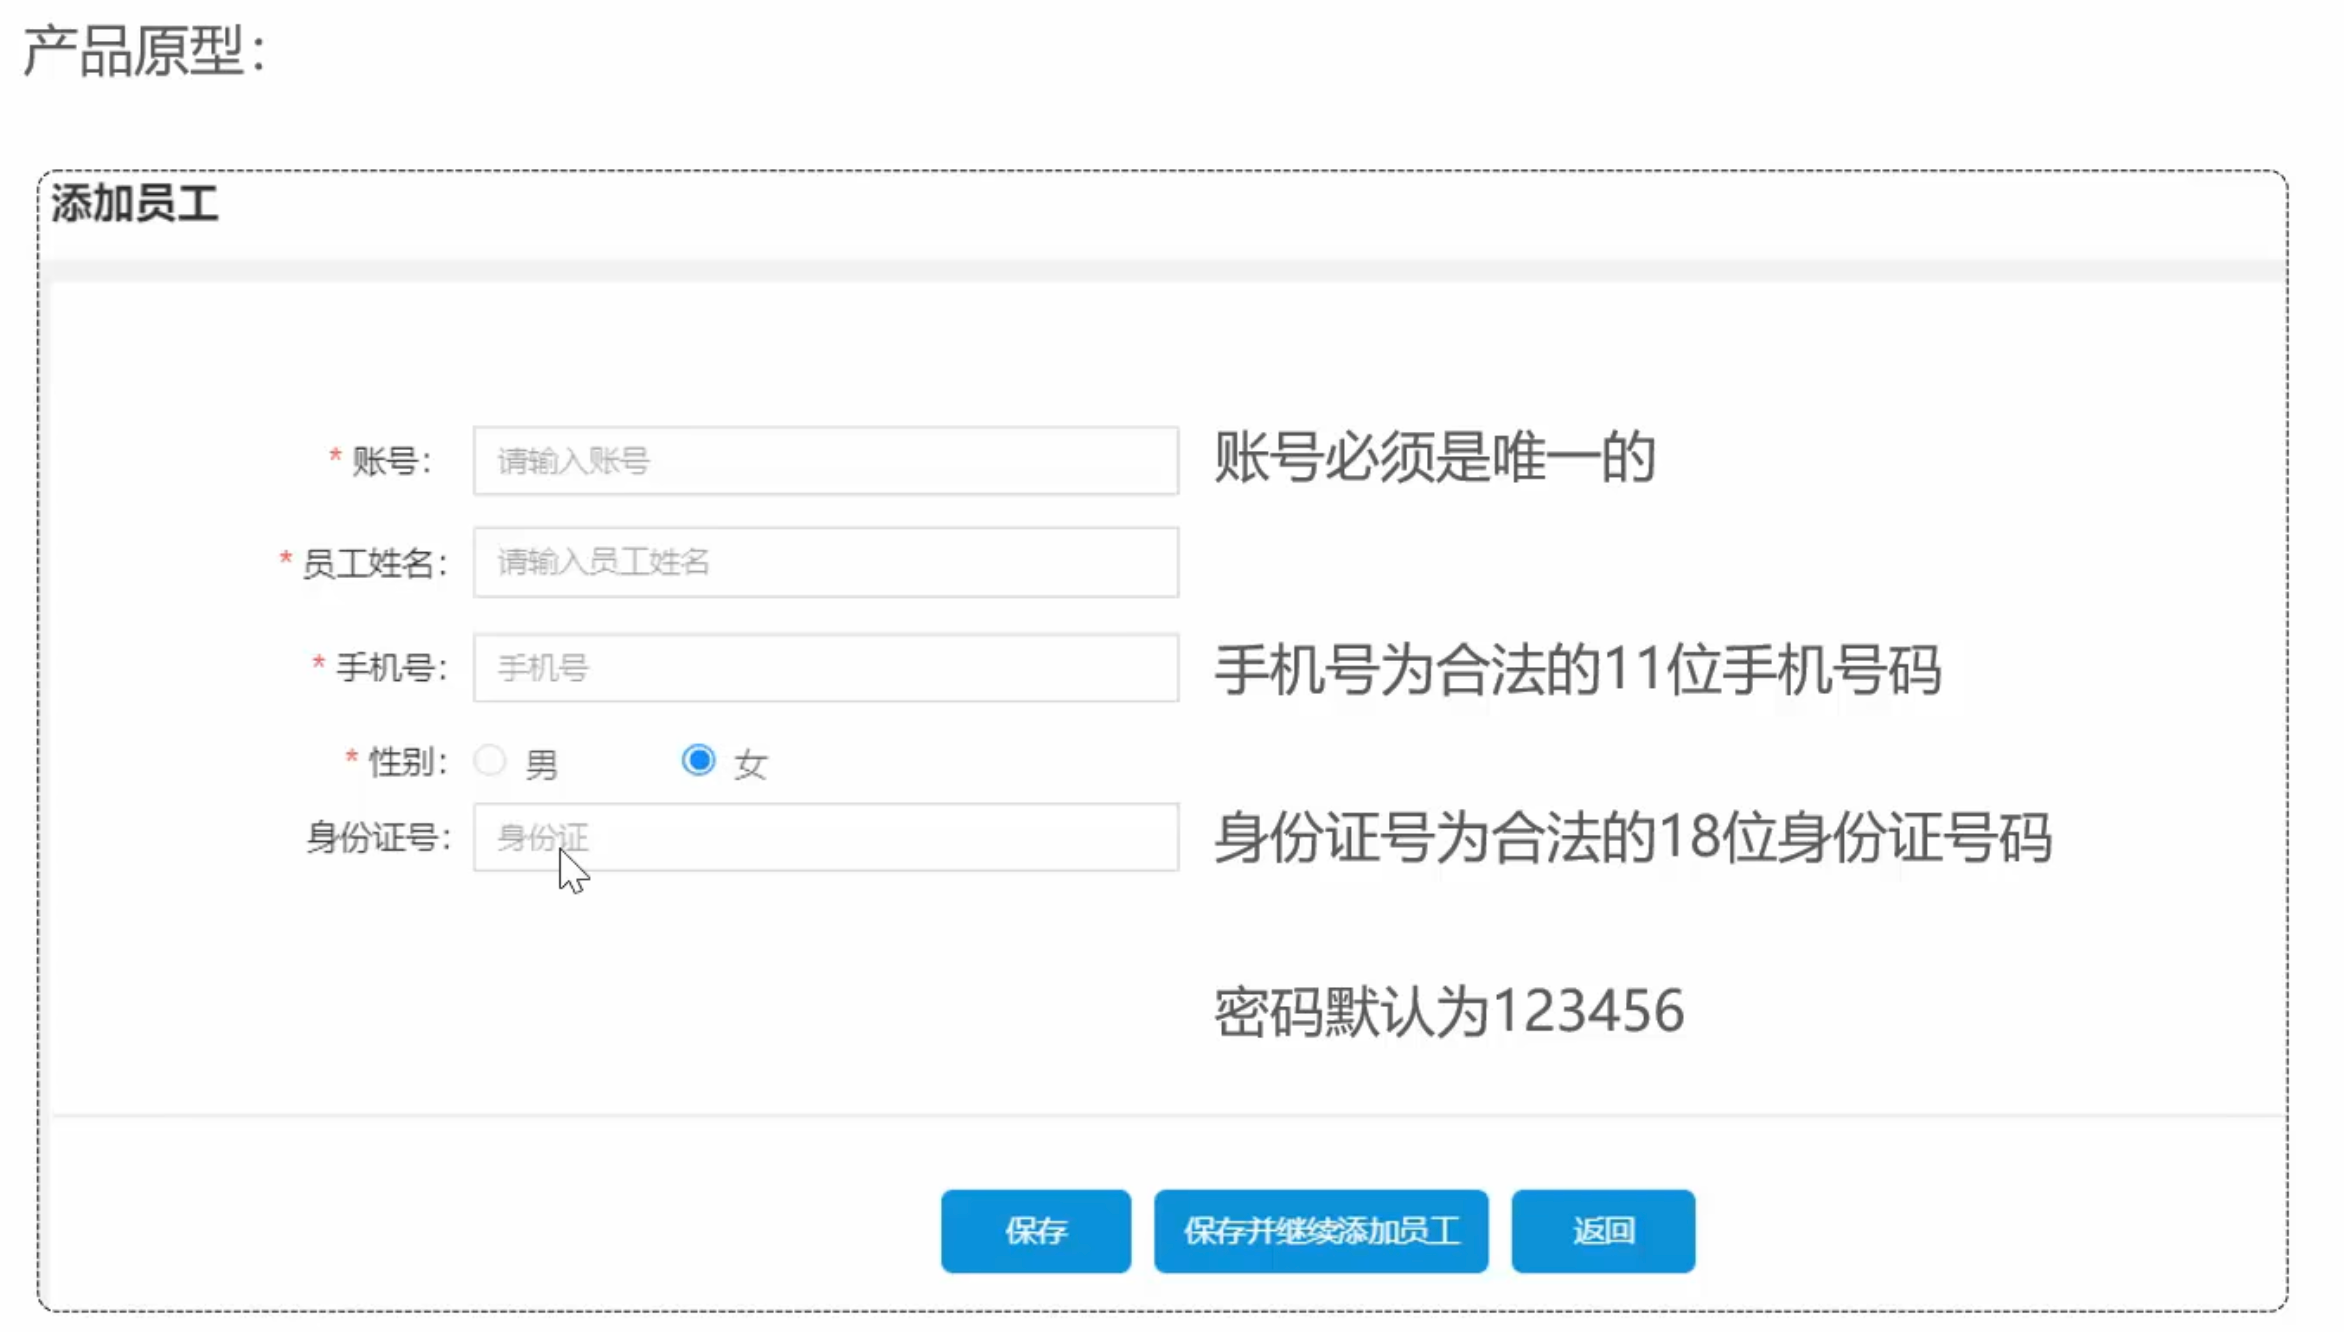 产品原型：
添加员工
* 账号： 请输入账号 账号必须是唯一的
* 员工姓名： 请输入员工姓名
* 手机号： 手机号 手机号为合法的11位手机号码
* 性别： 男 女
身份证号： 身份证 身份证号为合法的18位身份证号码
密码默认为123456
保存 保存并继续添加员工 返回